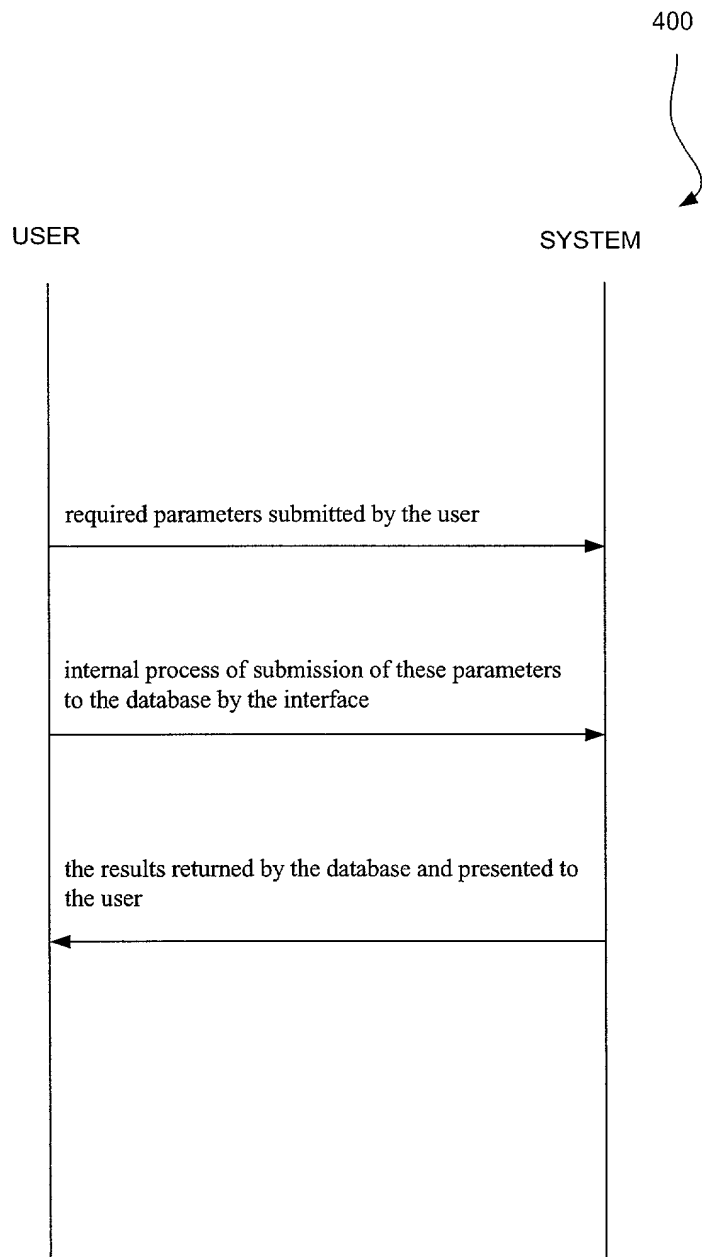 400
USER
SYSTEM
required parameters submitted by the user
internal process of submission of these parameters
to the database by the interface
the results returned by the database and presented to
the user